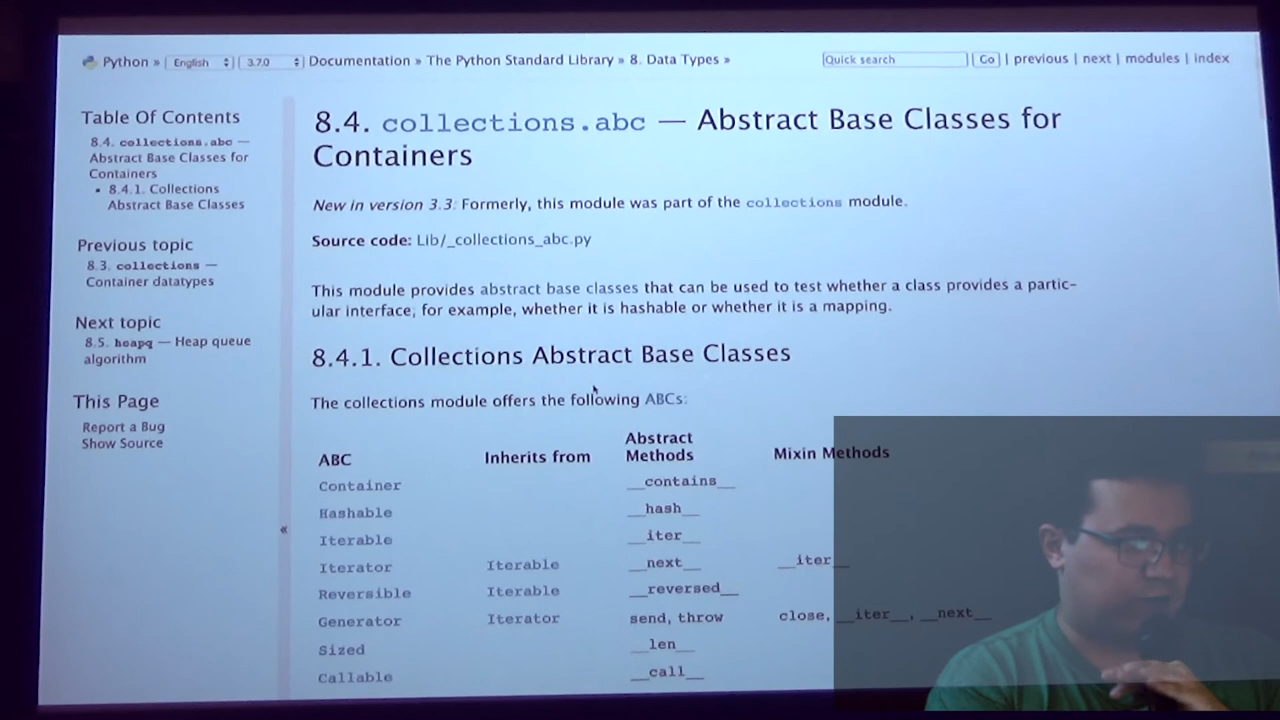 Python » English 3.7.0 Documentation » The Python Standard Library » 8. Data Types » Quick search Go | previous | next | modules | index
Table Of Contents
8.4. collections.abc —
Abstract Base Classes for
Containers
8.4.1. Collections
Abstract Base Classes
Previous topic
8.3. collections —
Container datatypes
Next topic
8.5. heapq — Heap queue
algorithm
This Page
Report a Bug
Show Source
«
8.4. collections.abc — Abstract Base Classes for
Containers
New in version 3.3: Formerly, this module was part of the collections module.
Source code: Lib/_collections_abc.py
This module provides abstract base classes that can be used to test whether a class provides a partic-
ular interface; for example, whether it is hashable or whether it is a mapping.
8.4.1. Collections Abstract Base Classes
The collections module offers the following ABCs:
ABC Inherits from Abstract Methods Mixin Methods
Container __contains__
Hashable __hash__
Iterable __iter__
Iterator Iterable __next__ __iter__
Reversible Iterable __reversed__
Generator Iterator send, throw close, __iter__, __next__
Sized __len__
Callable __call__